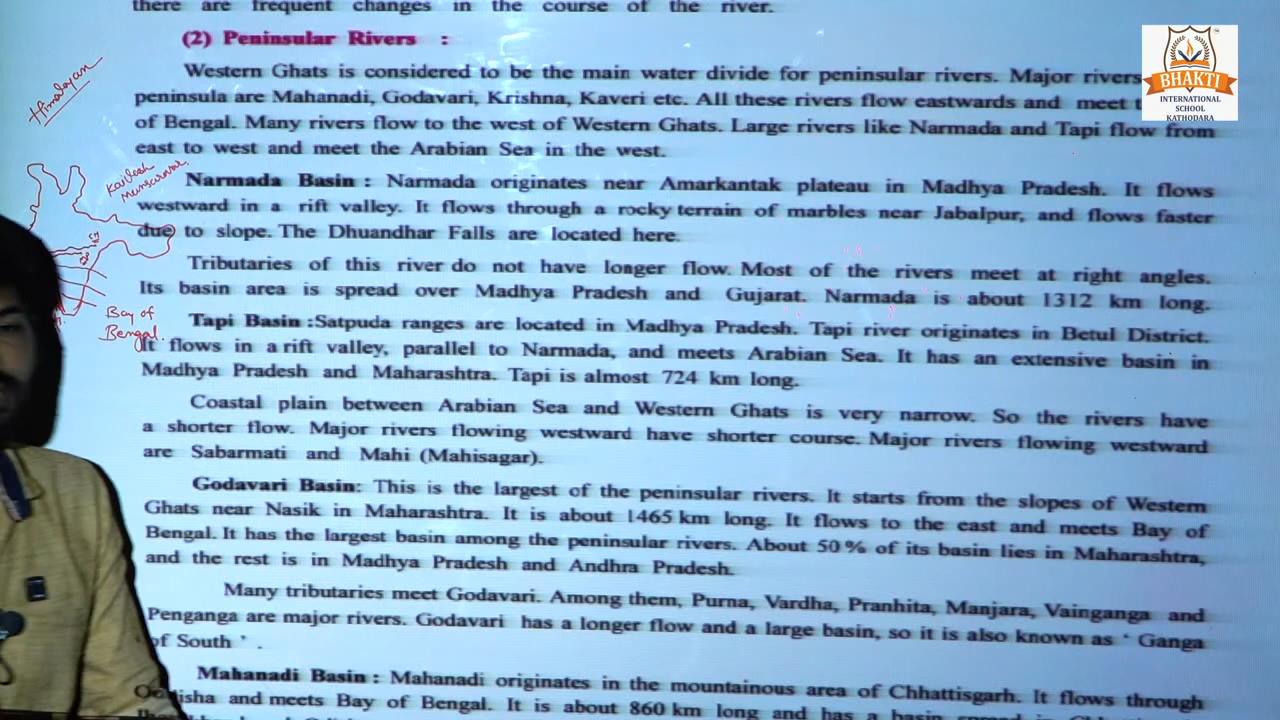 there are frequent changes in the course of the river.
(2) Peninsular Rivers :
Western Ghats is considered to be the main water divide for peninsular rivers. Major rivers
peninsula are Mahanadi, Godavari, Krishna, Kaveri etc. All these rivers flow eastwards and meet
of Bengal. Many rivers flow to the west of Western Ghats. Large rivers like Narmada and Tapi flow from
east to west and meet the Arabian Sea in the west.
Narmada Basin : Narmada originates near Amarkantak plateau in Madhya Pradesh. It flows
westward in a rift valley. It flows through a rocky terrain of marbles near Jabalpur, and flows faster
due to slope. The Dhuandhar Falls are located here.
Tributaries of this river do not have longer flow. Most of the rivers meet at right angles.
Its basin area is spread over Madhya Pradesh and Gujarat. Narmada is about 1312 km long.
Tapi Basin :Satpuda ranges are located in Madhya Pradesh. Tapi river originates in Betul District.
It flows in a rift valley, parallel to Narmada, and meets Arabian Sea. It has an extensive basin in
Madhya Pradesh and Maharashtra. Tapi is almost 724 km long.
Coastal plain between Arabian Sea and Western Ghats is very narrow. So the rivers have
a shorter flow. Major rivers flowing westward have shorter course. Major rivers flowing westward
are Sabarmati and Mahi (Mahisagar).
Godavari Basin: This is the largest of the peninsular rivers. It starts from the slopes of Western
Ghats near Nasik in Maharashtra. It is about 1465 km long. It flows to the east and meets Bay of
Bengal. It has the largest basin among the peninsular rivers. About 50 % of its basin lies in Maharashtra,
and the rest is in Madhya Pradesh and Andhra Pradesh.
Many tributaries meet Godavari. Among them, Purna, Vardha, Pranhita, Manjara, Vainganga and
Penganga are major rivers. Godavari has a longer flow and a large basin, so it is also known as ‘ Ganga
of South ’ .
Mahanadi Basin : Mahanadi originates in the mountainous area of Chhattisgarh. It flows through
and meets Bay of Bengal. It is about 860 km long and has a basin spread in
Himalayan
Kailash
Mansarovar
Bay of
Bengal.
BHAKTI
INTERNATIONAL
SCHOOL
KATHODARA